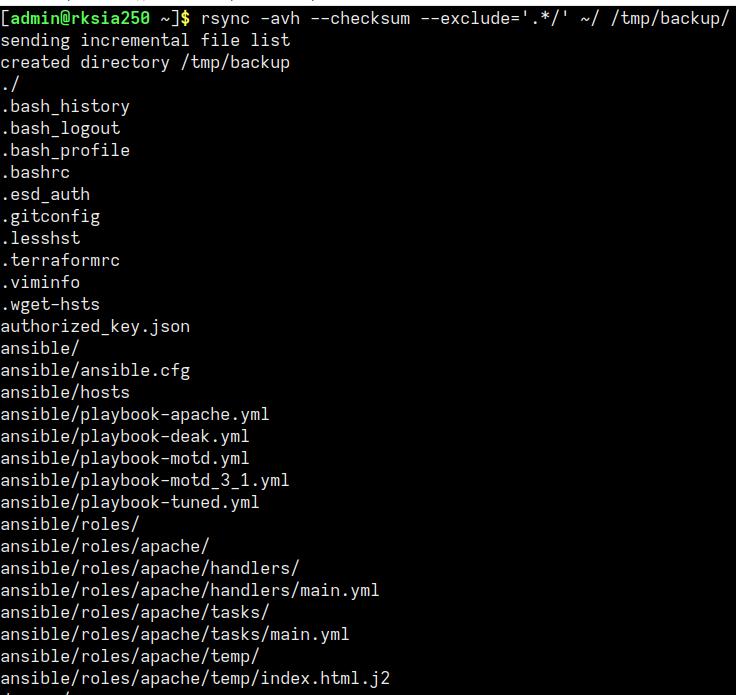 [admin@rksia250 ~]$ rsync -avh --checksum --exclude='.*/' ~/ /tmp/backup/
sending incremental file list
created directory /tmp/backup
./
.bash_history
.bash_logout
.bash_profile
.bashrc
.esd_auth
.gitconfig
.lesshst
.terraformrc
.viminfo
.wget-hsts
authorized_key.json
ansible/
ansible/ansible.cfg
ansible/hosts
ansible/playbook-apache.yml
ansible/playbook-deak.yml
ansible/playbook-motd.yml
ansible/playbook-motd_3_1.yml
ansible/playbook-tuned.yml
ansible/roles/
ansible/roles/apache/
ansible/roles/apache/handlers/
ansible/roles/apache/handlers/main.yml
ansible/roles/apache/tasks/
ansible/roles/apache/tasks/main.yml
ansible/roles/apache/temp/
ansible/roles/apache/temp/index.html.j2